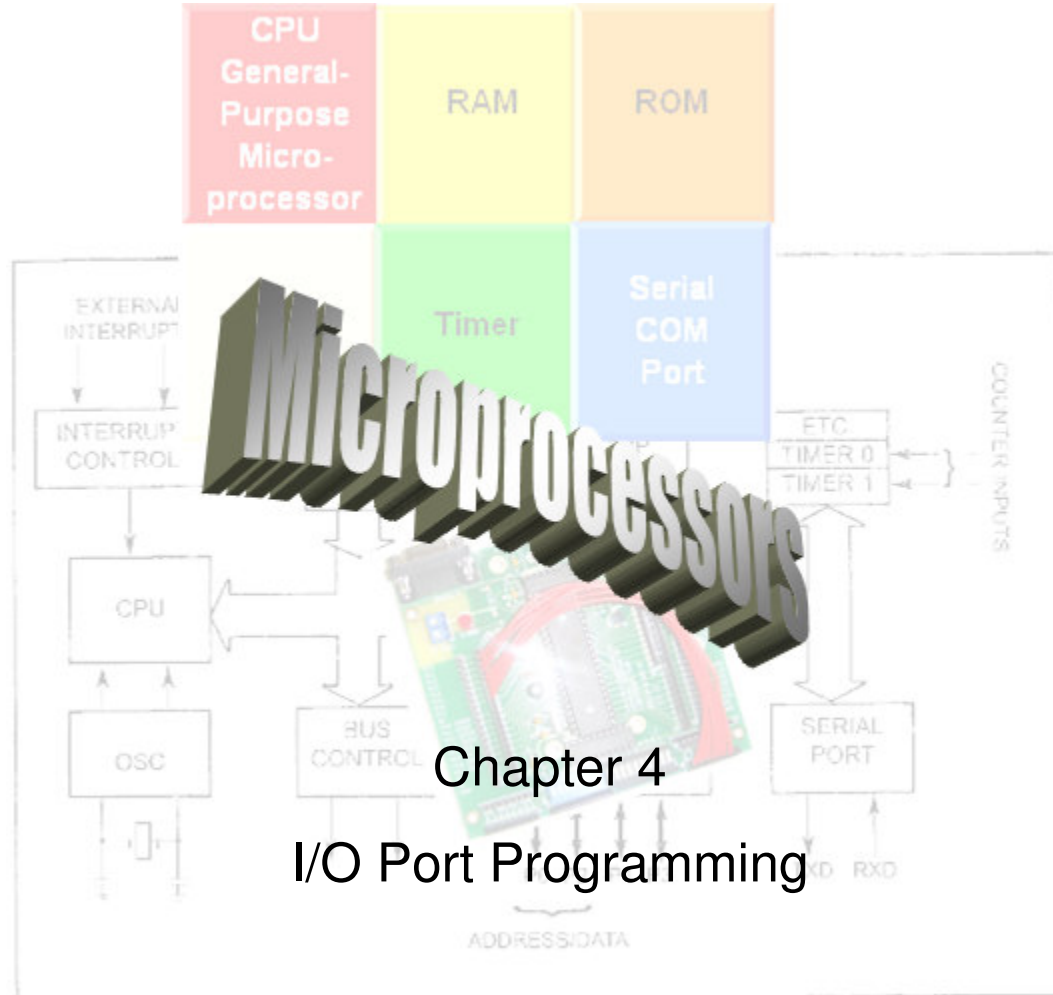 CPU
General-
Purpose
Micro-
processor
RAM
ROM
Timer
Serial
COM
Port
EXTERNA
INTERRUPT
INTERRUP
CONTROL
Microprocessors
ETC
TIMER 0
TIMER 1
COUNTER INPUTS
CPU
OSC
BUS
CONTROL
SERIAL
PORT
Chapter 4
I/O Port Programming
XD
RXD
ADDRESS/DATA